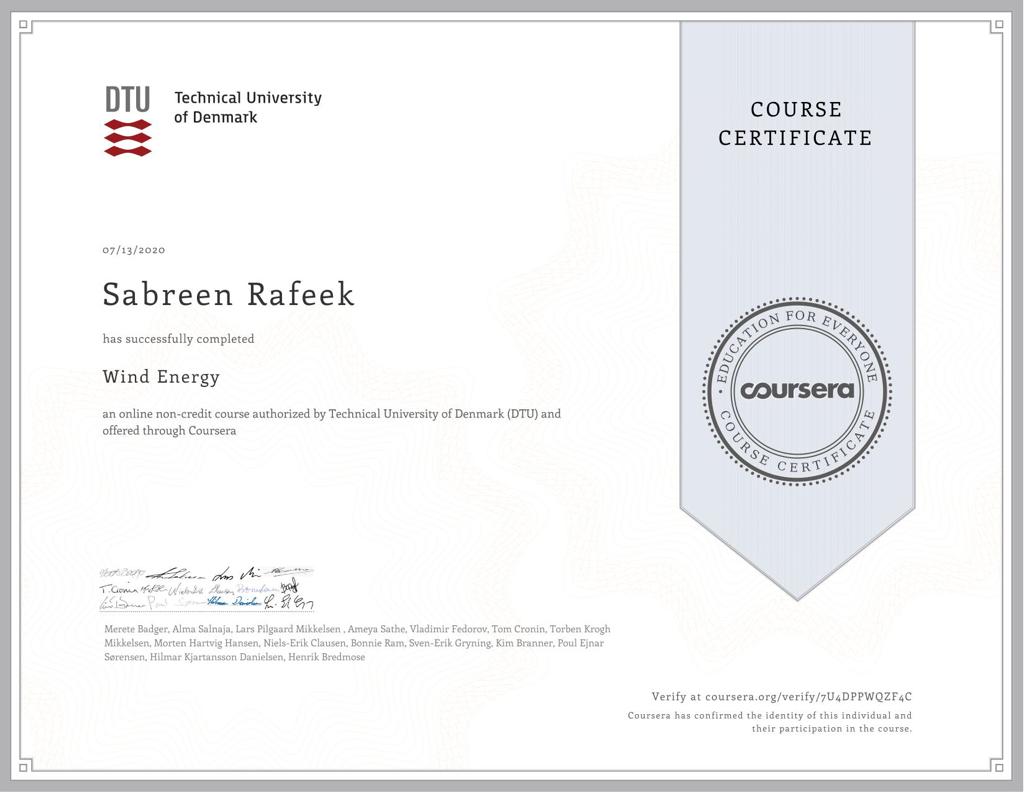 DTU
Technical University
of Denmark
COURSE
CERTIFICATE
07/13/2020
Sabreen Rafeek
has successfully completed
Wind Energy
an online non-credit course authorized by Technical University of Denmark (DTU) and
offered through Coursera
EDUCATION FOR EVERYONE
coursera
COURSE CERTIFICATE
Merete Badger, Alma Salnaja, Lars Pilgaard Mikkelsen , Ameya Sathe, Vladimir Fedorov, Tom Cronin, Torben Krogh
Mikkelsen, Morten Hartvig Hansen, Niels-Erik Clausen, Bonnie Ram, Sven-Erik Gryning, Kim Branner, Poul Ejnar
Sørensen, Hilmar Kjartansson Danielsen, Henrik Bredmose
Verify at coursera.org/verify/7U4DPPWQZF4C
Coursera has confirmed the identity of this individual and
their participation in the course.